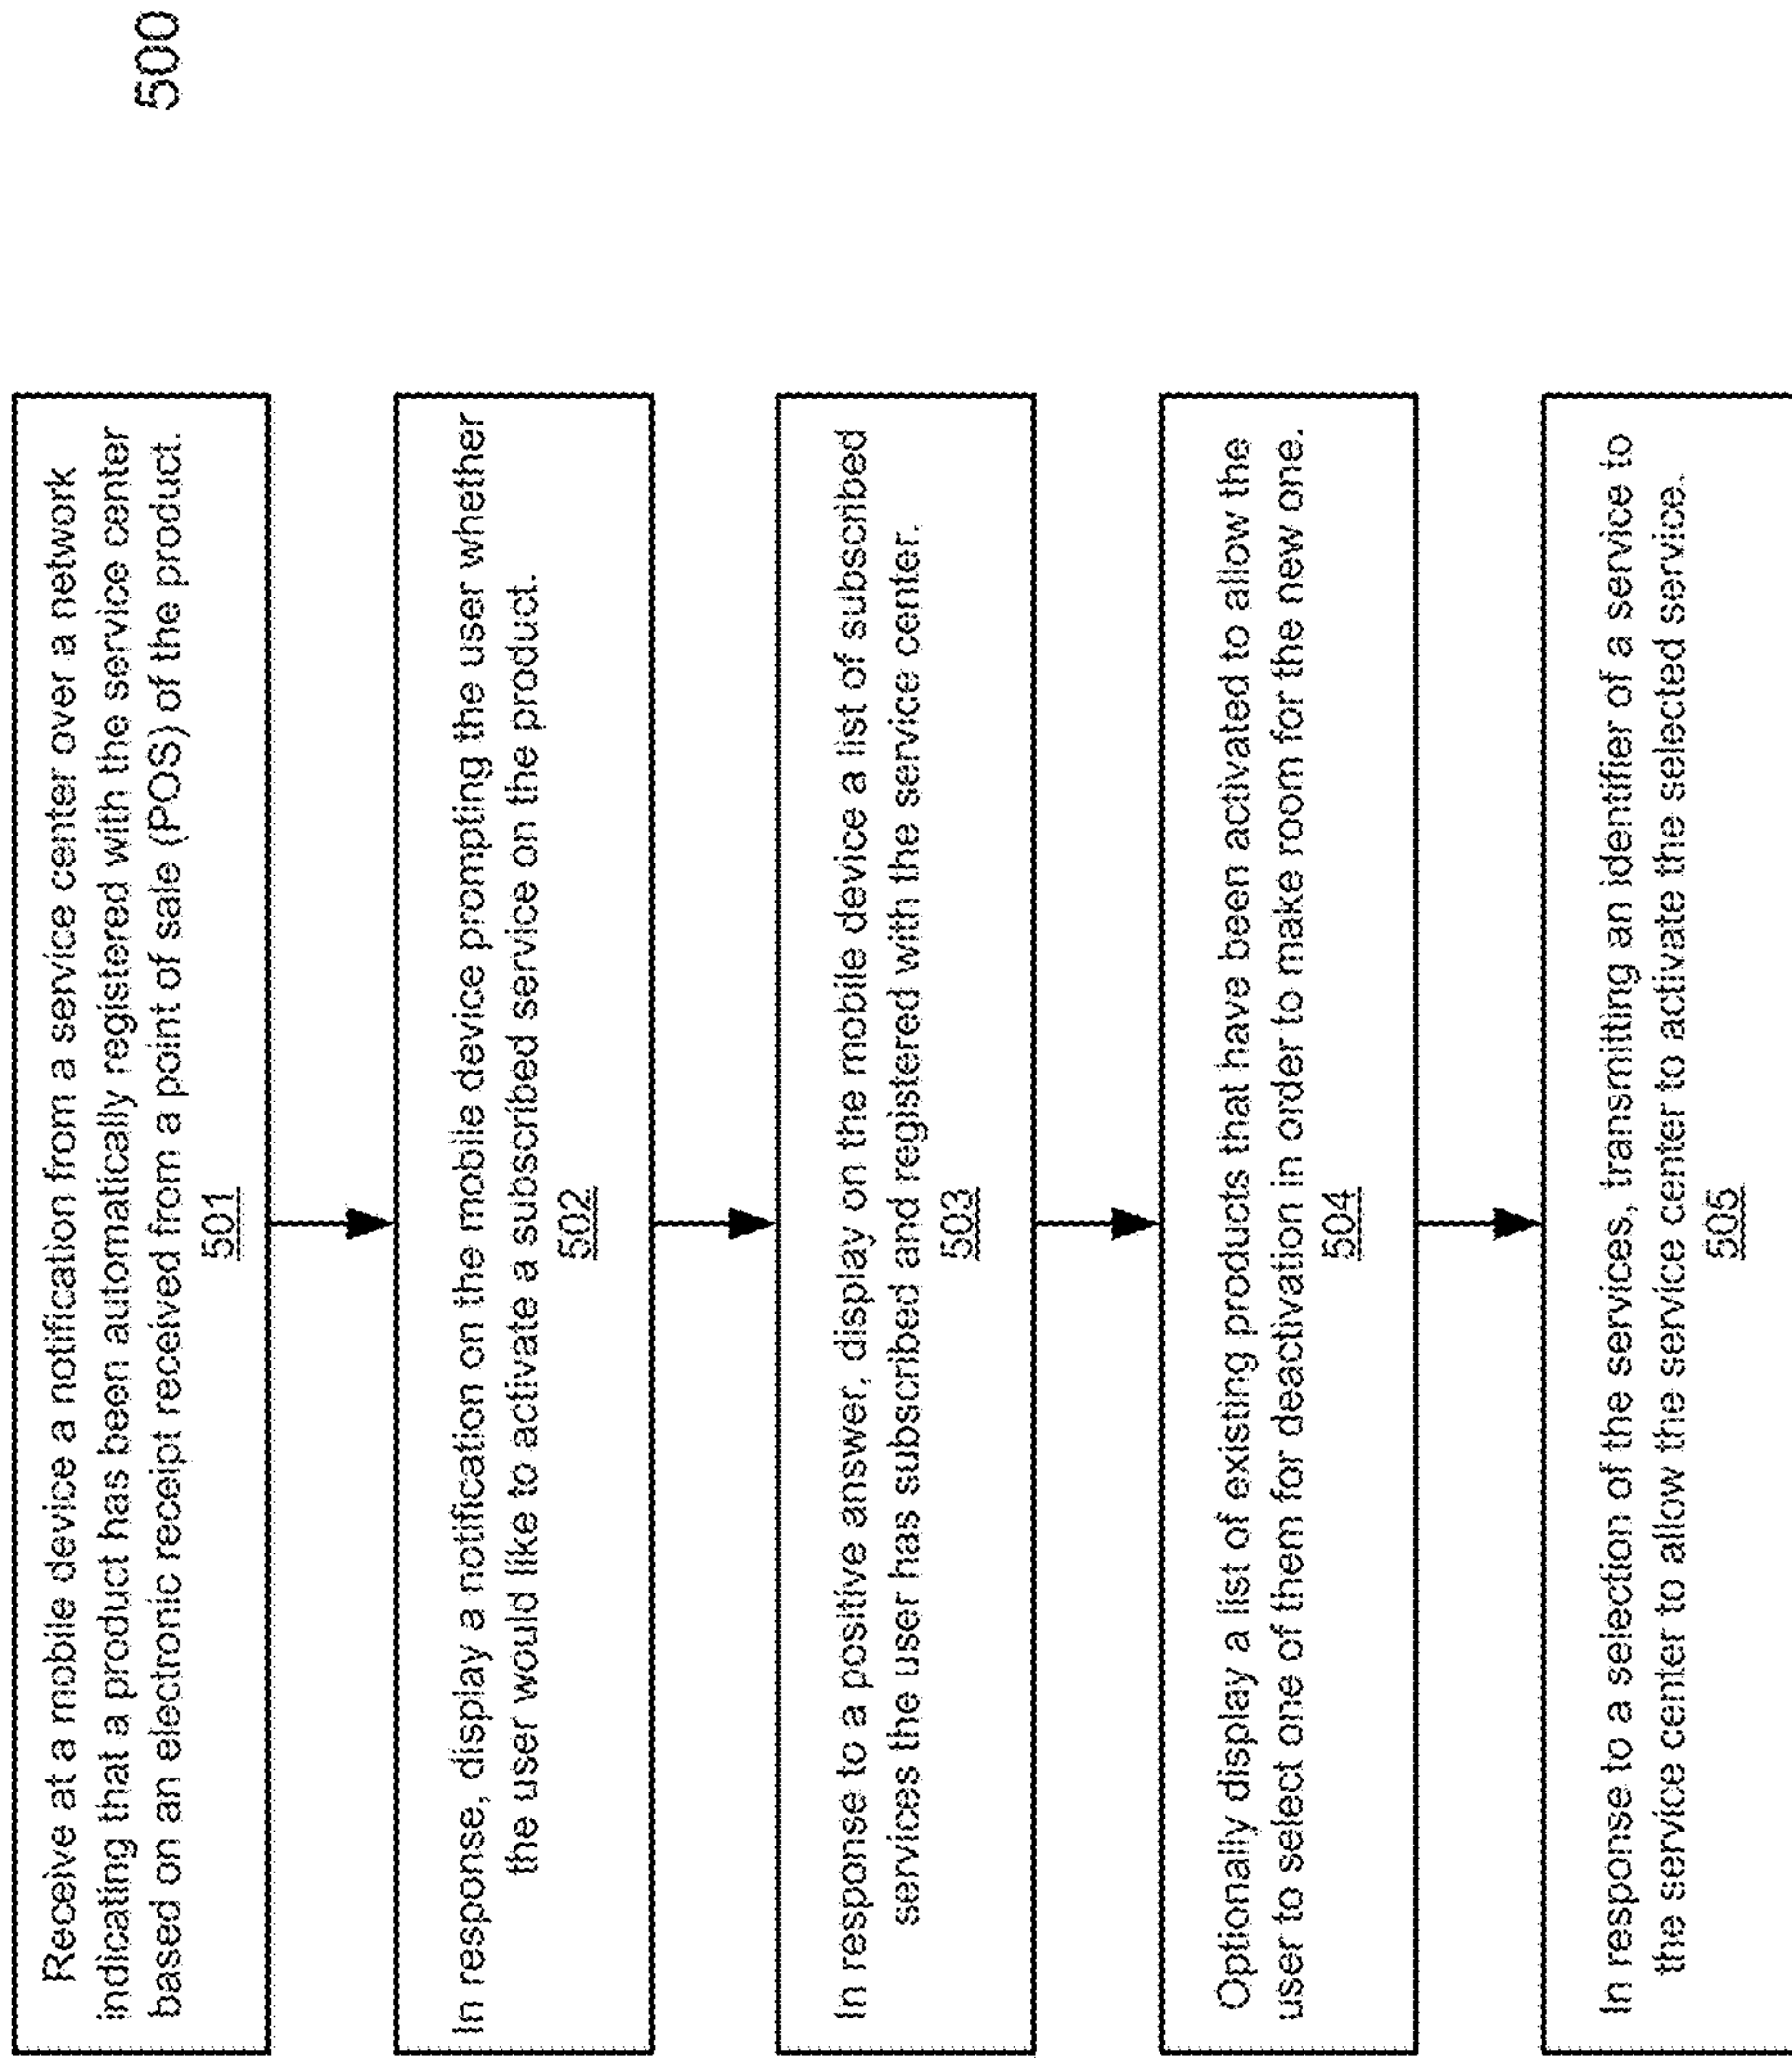 500
Receive at a mobile device a notification from a service center over a network
indicating that a product has been automatically registered with the service center
based on an electronic receipt received from a point of sale (POS) of the product.
501
In response, display a notification on the mobile device prompting the user whether
the user would like to activate a subscribed service on the product.
502
In response to a positive answer, display on the mobile device a list of subscribed
services the user has subscribed and registered with the service center.
503
Optionally display a list of existing products that have been activated to allow the
user to select one of them for deactivation in order to make room for the new one.
504
In response to a selection of the services, transmitting an identifier of a service to
the service center to allow the service center to activate the selected service.
505